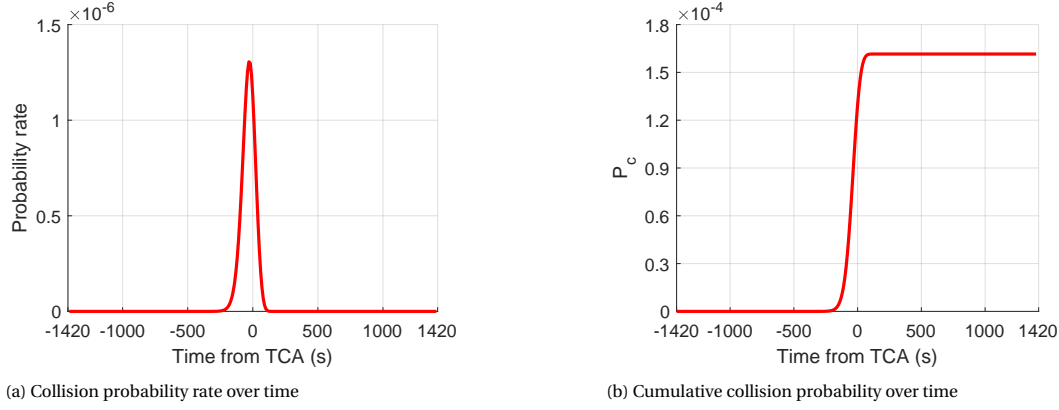 ×10⁻⁶
1.5
1
0.5
0
Probability rate
-1420 -1000 -500 0 500 1000 1420
Time from TCA (s)
(a) Collision probability rate over time
×10⁻⁴
1.8
1.5
1.2
0.9
0.6
0.3
0
P_c
-1420 -1000 -500 0 500 1000 1420
Time from TCA (s)
(b) Cumulative collision probability over time